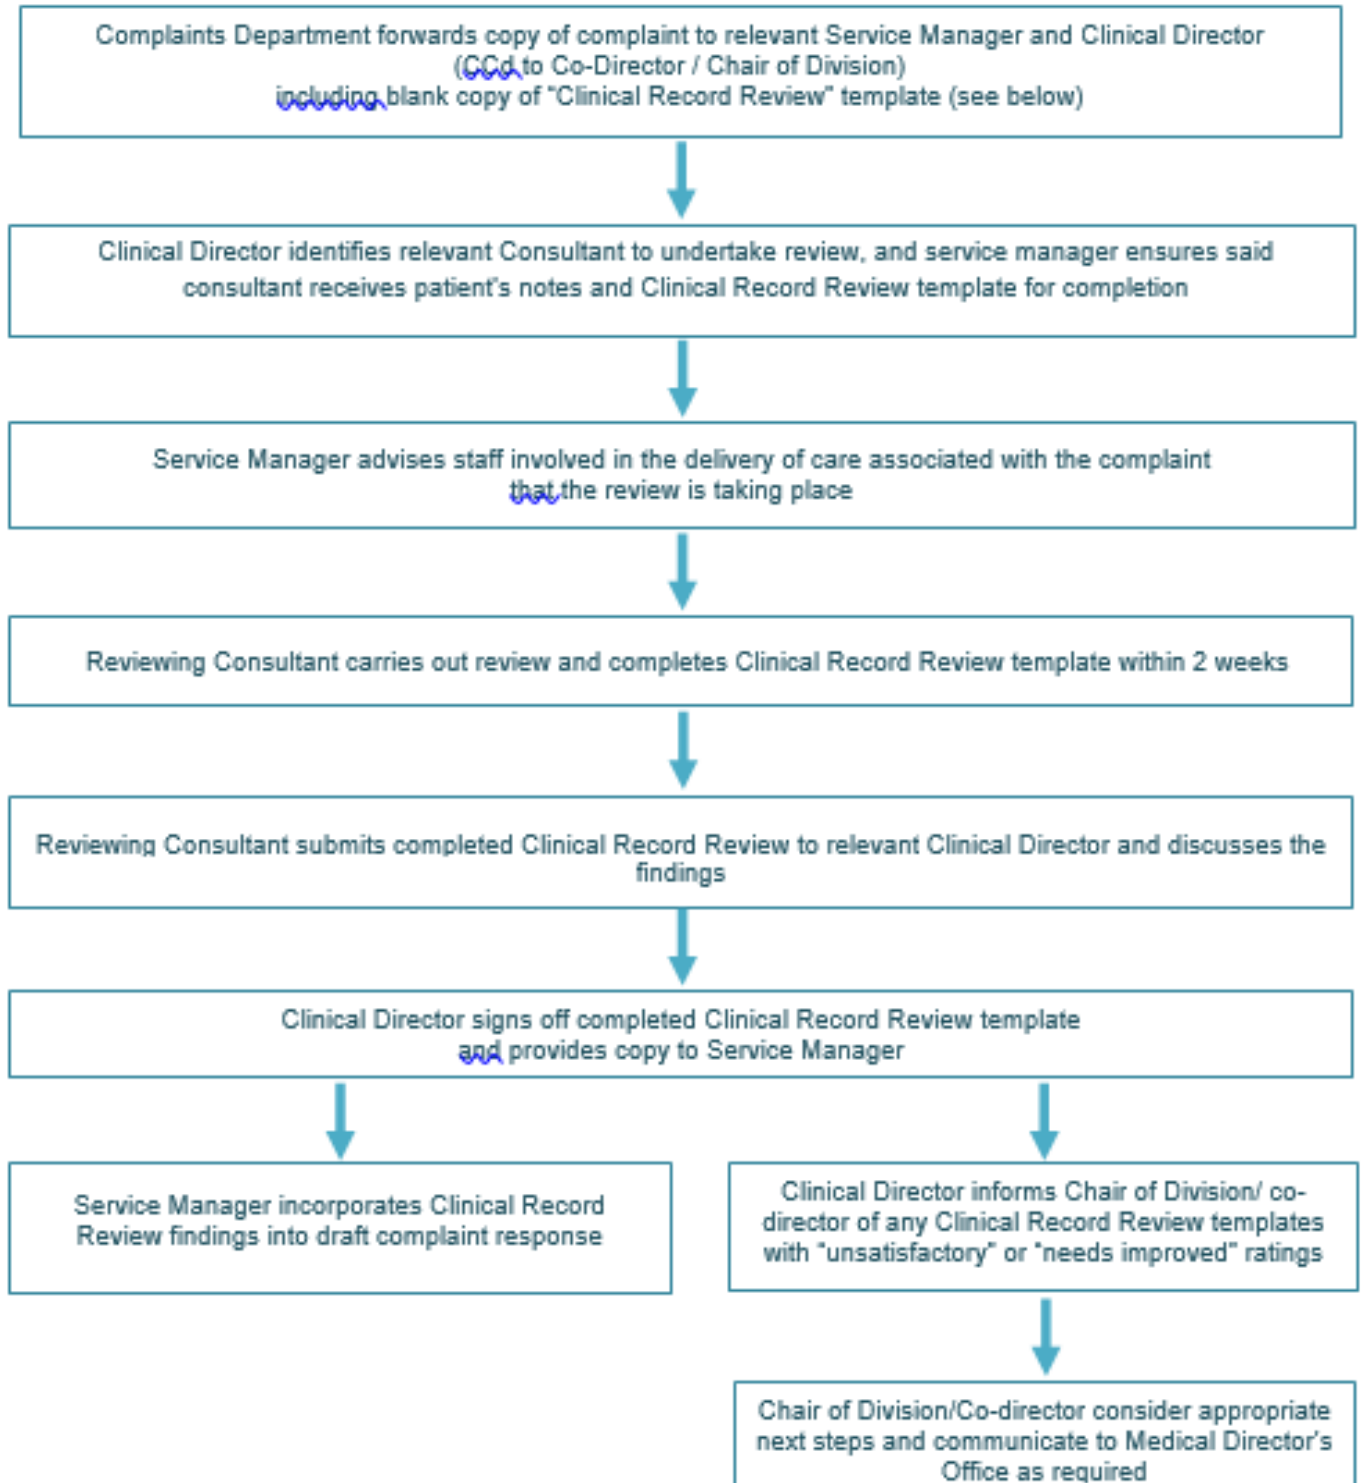 Complaints Department forwards copy of complaint to relevant Service Manager and Clinical Director
(CCd to Co-Director / Chair of Division)
including blank copy of "Clinical Record Review" template (see below)
Clinical Director identifies relevant Consultant to undertake review, and service manager ensures said
consultant receives patient's notes and Clinical Record Review template for completion
Service Manager advises staff involved in the delivery of care associated with the complaint
that the review is taking place
Reviewing Consultant carries out review and completes Clinical Record Review template within 2 weeks
Reviewing Consultant submits completed Clinical Record Review to relevant Clinical Director and discusses the
findings
Clinical Director signs off completed Clinical Record Review template
and provides copy to Service Manager
Service Manager incorporates Clinical Record
Review findings into draft complaint response
Clinical Director informs Chair of Division/ co-
director of any Clinical Record Review templates
with "unsatisfactory" or "needs improved" ratings
Chair of Division/Co-director consider appropriate
next steps and communicate to Medical Director's
Office as required